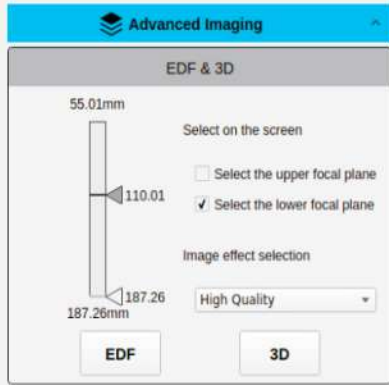 Advanced Imaging
EDF & 3D
55.01mm
Select on the screen
Select the upper focal plane
110.01
Select the lower focal plane
Image effect selection
187.26
High Quality
187.26mm
EDF
3D